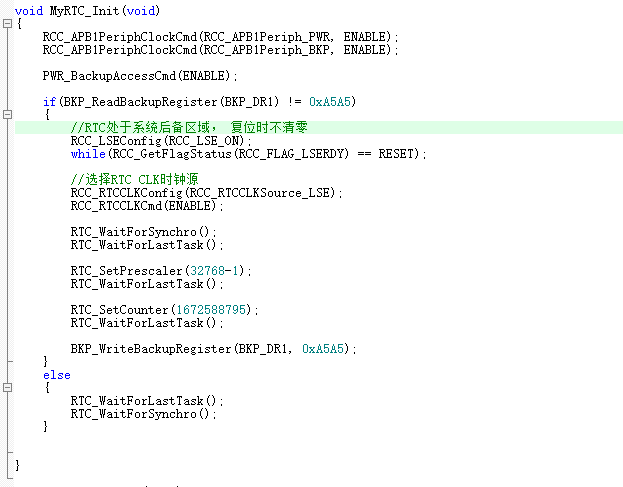 void MyRTC_Init(void)
{
RCC_APB1PeriphClockCmd(RCC_APB1Periph_PWR, ENABLE);
RCC_APB1PeriphClockCmd(RCC_APB1Periph_BKP, ENABLE);
PWR_BackupAccessCmd(ENABLE);
if(BKP_ReadBackupRegister(BKP_DR1) != 0xA5A5)
{
//RTC处于系统后备区域， 复位时不清零
RCC_LSEConfig(RCC_LSE_ON);
while(RCC_GetFlagStatus(RCC_FLAG_LSERDY) == RESET);
//选择RTC CLK时钟源
RCC_RTCCLKConfig(RCC_RTCCLKSource_LSE);
RCC_RTCCLKCmd(ENABLE);
RTC_WaitForSynchro();
RTC_WaitForLastTask();
RTC_SetPrescaler(32768-1);
RTC_WaitForLastTask();
RTC_SetCounter(1672588795);
RTC_WaitForLastTask();
BKP_WriteBackupRegister(BKP_DR1, 0xA5A5);
}
else
{
RTC_WaitForLastTask();
RTC_WaitForSynchro();
}
}